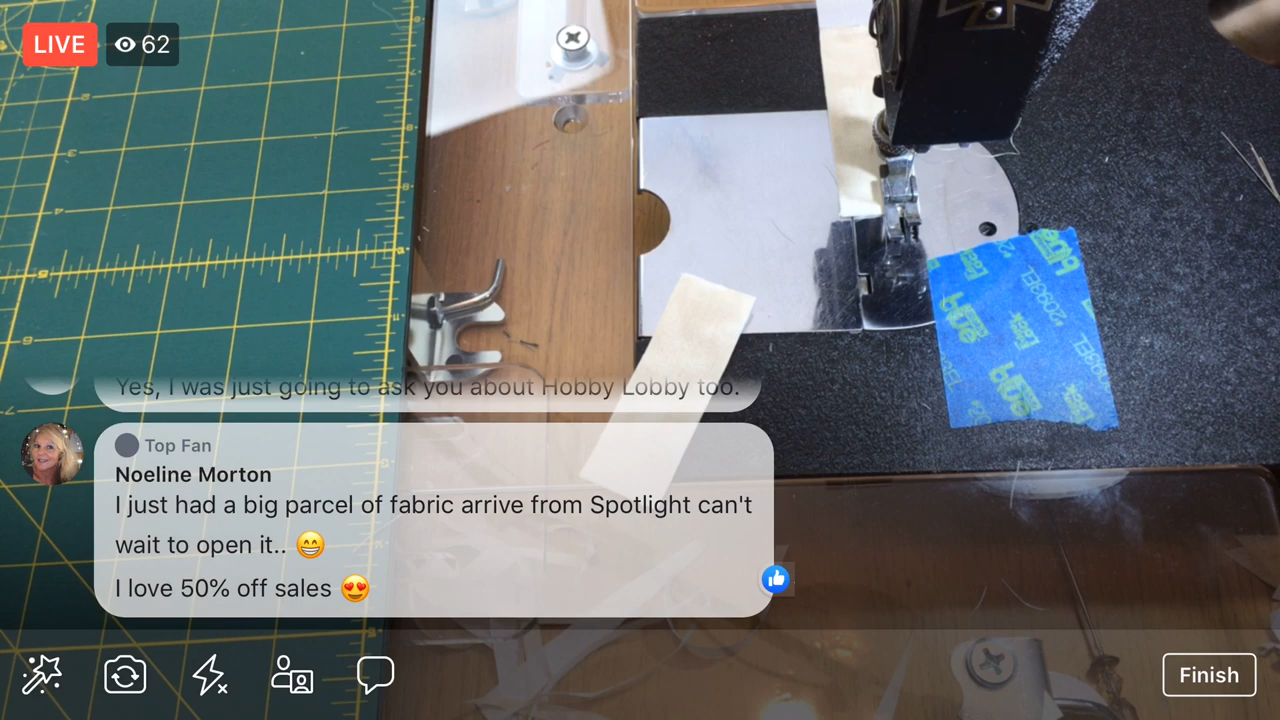 LIVE
62
Yes, I was just going to ask you about Hobby Lobby too.
Top Fan
Noeline Morton
I just had a big parcel of fabric arrive from Spotlight can't
wait to open it.. 😁
I love 50% off sales 😍
Finish